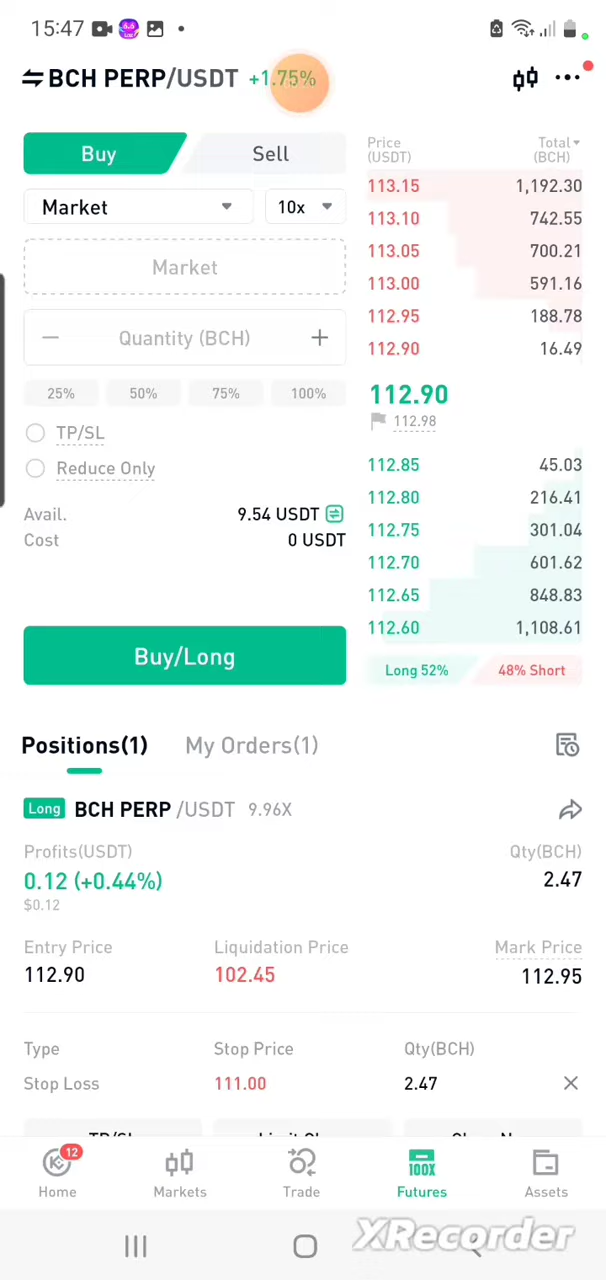 15:47
BCH PERP/USDT +1.75%
Buy
Sell
Market
10x
Market
Quantity (BCH)
25% 50% 75% 100%
TP/SL
Reduce Only
Avail. 9.54 USDT
Cost 0 USDT
Buy/Long
Price (USDT) Total (BCH)
113.15 1,192.30
113.10 742.55
113.05 700.21
113.00 591.16
112.95 188.78
112.90 16.49
112.90
112.98
112.85 45.03
112.80 216.41
112.75 301.04
112.70 601.62
112.65 848.83
112.60 1,108.61
Long 52% 48% Short
Positions(1) My Orders(1)
Long BCH PERP /USDT 9.96X
Profits(USDT) Qty(BCH)
0.12 (+0.44%) 2.47
$0.12
Entry Price Liquidation Price Mark Price
112.90 102.45 112.95
Type Stop Price Qty(BCH)
Stop Loss 111.00 2.47
12
100X
Home Markets Trade Futures Assets
XRecorder